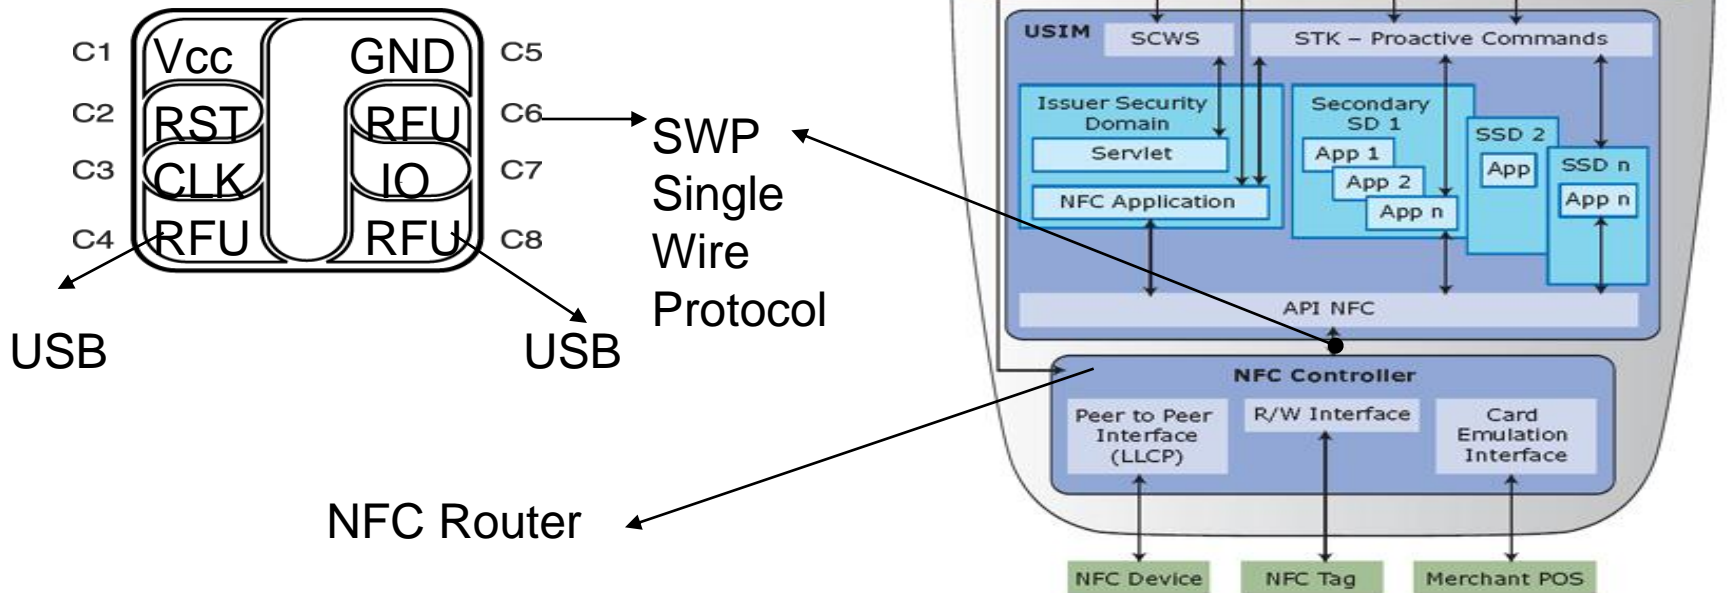 C1
Vcc
GND
C5
C2
RST
RFU
C6
C3
CLK
IO
C7
C4
RFU
RFU
C8
USB
USB
SWP
Single
Wire
Protocol
NFC Router
USIM
SCWS
STK – Proactive Commands
Issuer Security
Domain
Servlet
NFC Application
Secondary
SD 1
App 1
App 2
App n
SSD 2
App
SSD n
App n
API NFC
NFC Controller
Peer to Peer
Interface
(LLCP)
R/W Interface
Card
Emulation
Interface
NFC Device
NFC Tag
Merchant POS